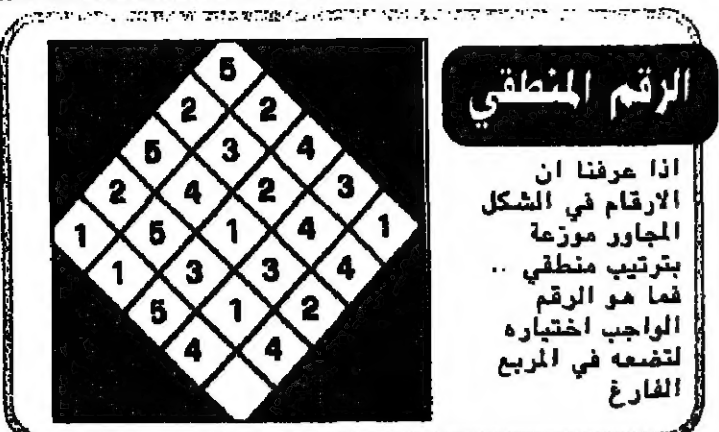 الرقم المنطقي
اذا عرفنا ان
الارقام في الشكل
المجاور موزعة
بترتيب منطقي ..
فما هو الرقم
الواجب اختياره
لتضعه في المربع
الفارغ
5
2 2
5 3 4
2 4 2 3
1 5 1 4 1
1 3 3 4
5 1 2
4 4